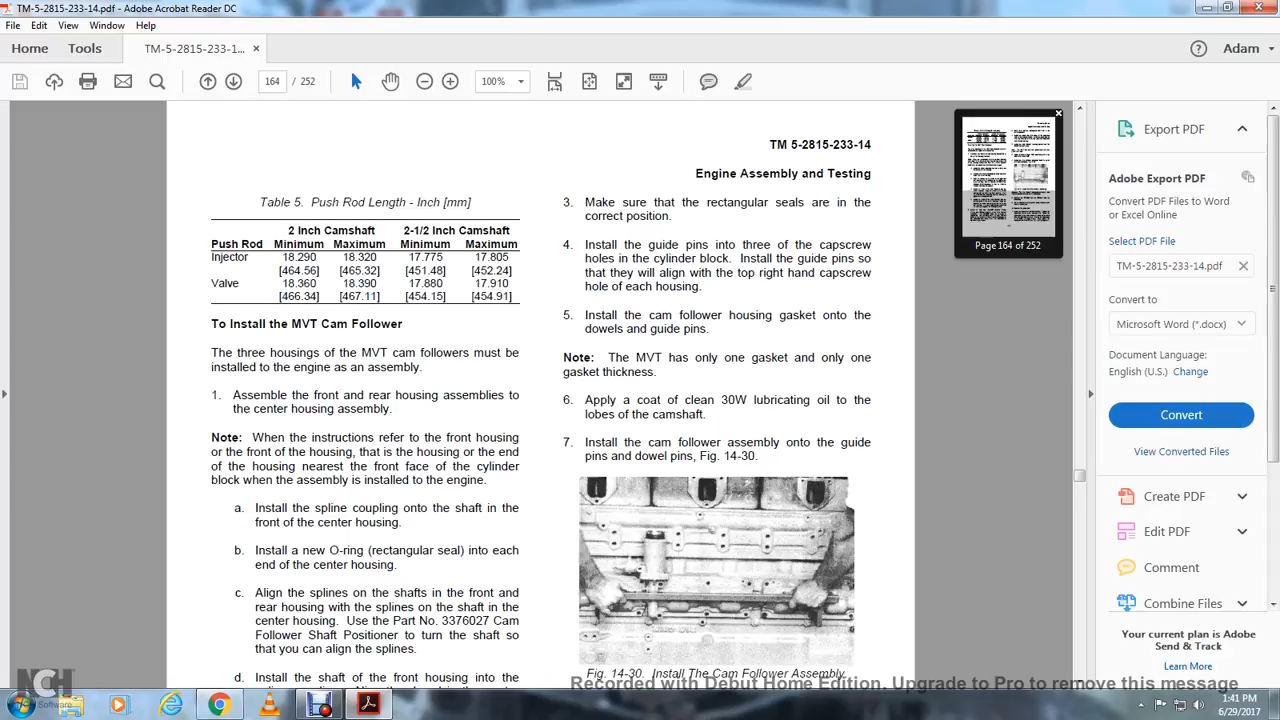 TM-5-2815-233-14.pdf - Adobe Acrobat Reader DC
File Edit View Window Help
Home Tools TM-5-2815-233-1... × Adam
164 / 252 100%
TM 5-2815-233-14
Engine Assembly and Testing
Table 5. Push Rod Length - Inch [mm]
2 Inch Camshaft 2-1/2 Inch Camshaft
Push Rod Minimum Maximum Minimum Maximum
Injector 18.290 18.320 17.775 17.805
[464.56] [465.32] [451.48] [452.24]
Valve 18.360 18.390 17.880 17.910
[466.34] [467.11] [454.15] [454.91]
To Install the MVT Cam Follower
The three housings of the MVT cam followers must be
installed to the engine as an assembly.
1. Assemble the front and rear housing assemblies to
the center housing assembly.
Note: When the instructions refer to the front housing
or the front of the housing, that is the housing or the end
of the housing nearest the front face of the cylinder
block when the assembly is installed to the engine.
a. Install the spline coupling onto the shaft in the
front of the center housing.
b. Install a new O-ring (rectangular seal) into each
end of the center housing.
c. Align the splines on the shafts in the front and
rear housing with the splines on the shaft in the
center housing. Use the Part No. 3376027 Cam
Follower Shaft Positioner to turn the shaft so
that you can align the splines.
d. Install the shaft of the front housing into the
3. Make sure that the rectangular seals are in the
correct position.
4. Install the guide pins into three of the capscrew
holes in the cylinder block. Install the guide pins so
that they will align with the top right hand capscrew
hole of each housing.
5. Install the cam follower housing gasket onto the
dowels and guide pins.
Note: The MVT has only one gasket and only one
gasket thickness.
6. Apply a coat of clean 30W lubricating oil to the
lobes of the camshaft.
7. Install the cam follower assembly onto the guide
pins and dowel pins, Fig. 14-30.
Fig. 14-30. Install The Cam Follower Assembly.
Page 164 of 252
Export PDF
Adobe Export PDF
Convert PDF Files to Word
or Excel Online
Select PDF File
TM-5-2815-233-14.pdf
Convert to
Microsoft Word (*.docx)
Document Language:
English (U.S.) Change
Convert
View Converted Files
Create PDF
Edit PDF
Comment
Combine Files
Your current plan is Adobe
Send & Track
Learn More
Recorded with Debut Home Edition. Upgrade to Pro to remove this message
NCH
Software
1:41 PM
6/29/2017